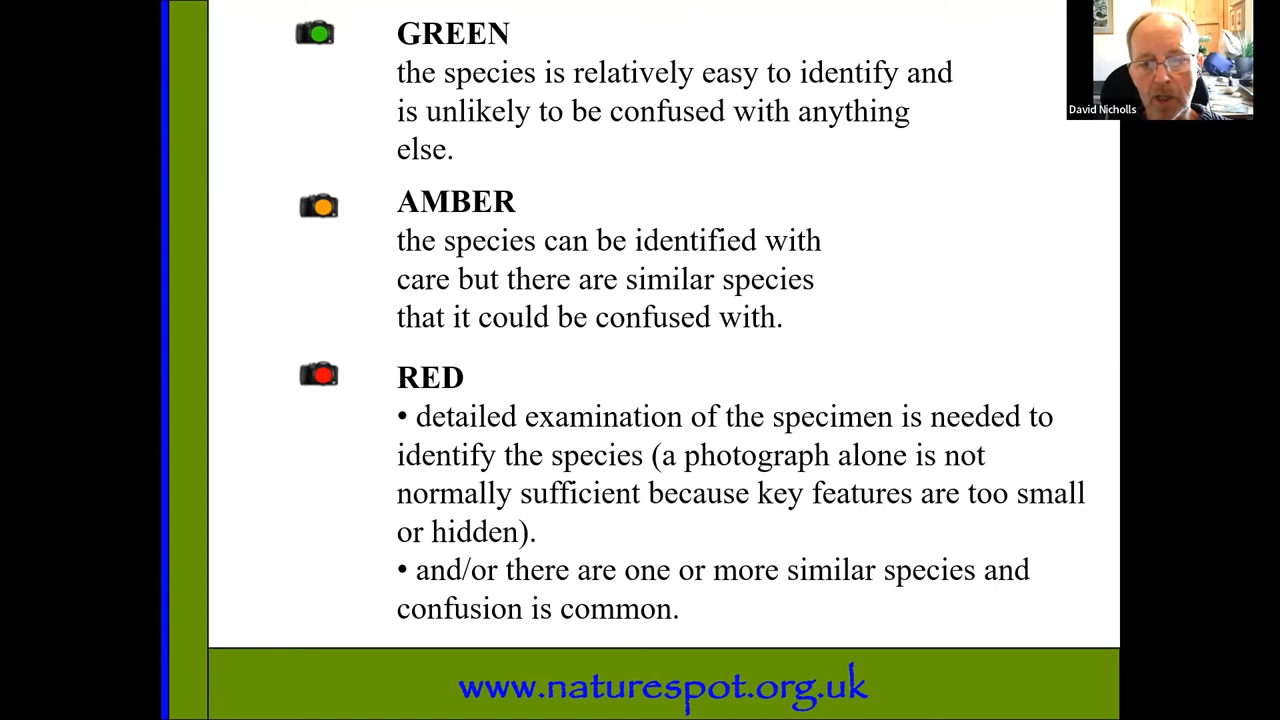 GREEN
the species is relatively easy to identify and
is unlikely to be confused with anything
else.
David Nicholls
AMBER
the species can be identified with
care but there are similar species
that it could be confused with.
RED
• detailed examination of the specimen is needed to
identify the species (a photograph alone is not
normally sufficient because key features are too small
or hidden).
• and/or there are one or more similar species and
confusion is common.
www.naturespot.org.uk